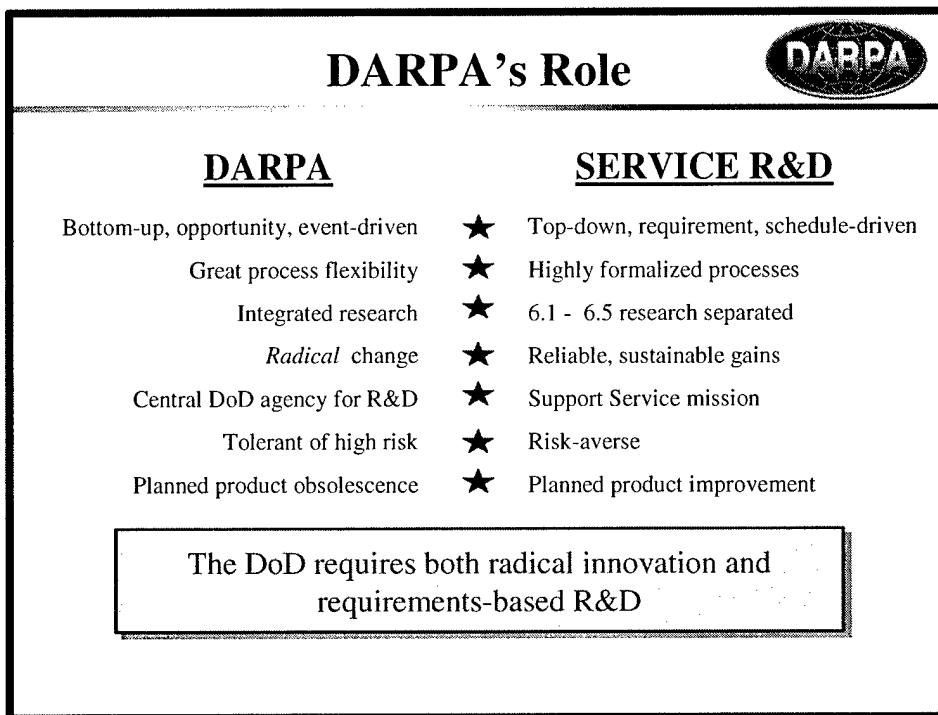 DARPA's Role
DARPA
DARPA SERVICE R&D
Bottom-up, opportunity, event-driven ★ Top-down, requirement, schedule-driven
Great process flexibility ★ Highly formalized processes
Integrated research ★ 6.1 - 6.5 research separated
Radical change ★ Reliable, sustainable gains
Central DoD agency for R&D ★ Support Service mission
Tolerant of high risk ★ Risk-averse
Planned product obsolescence ★ Planned product improvement
The DoD requires both radical innovation and
requirements-based R&D